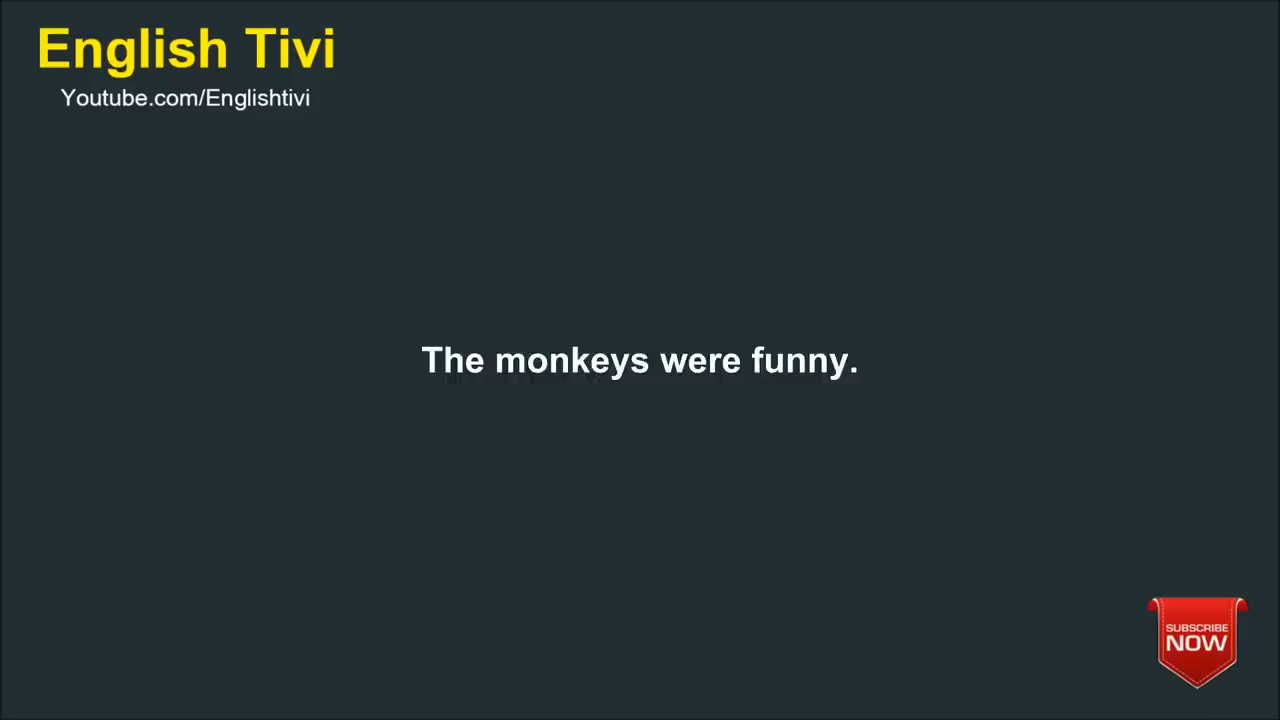 English Tivi
Youtube.com/Englishtivi
The monkeys were funny.
SUBSCRIBE
NOW